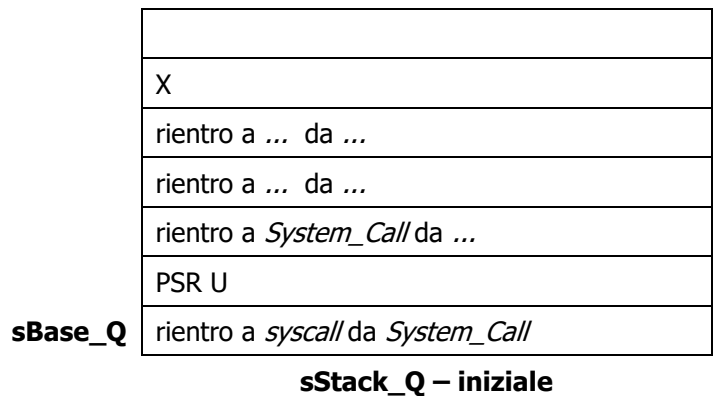 X
rientro a ... da ...
rientro a ... da ...
rientro a System_Call da ...
PSR U
sBase_Q rientro a syscall da System_Call
sStack_Q – iniziale